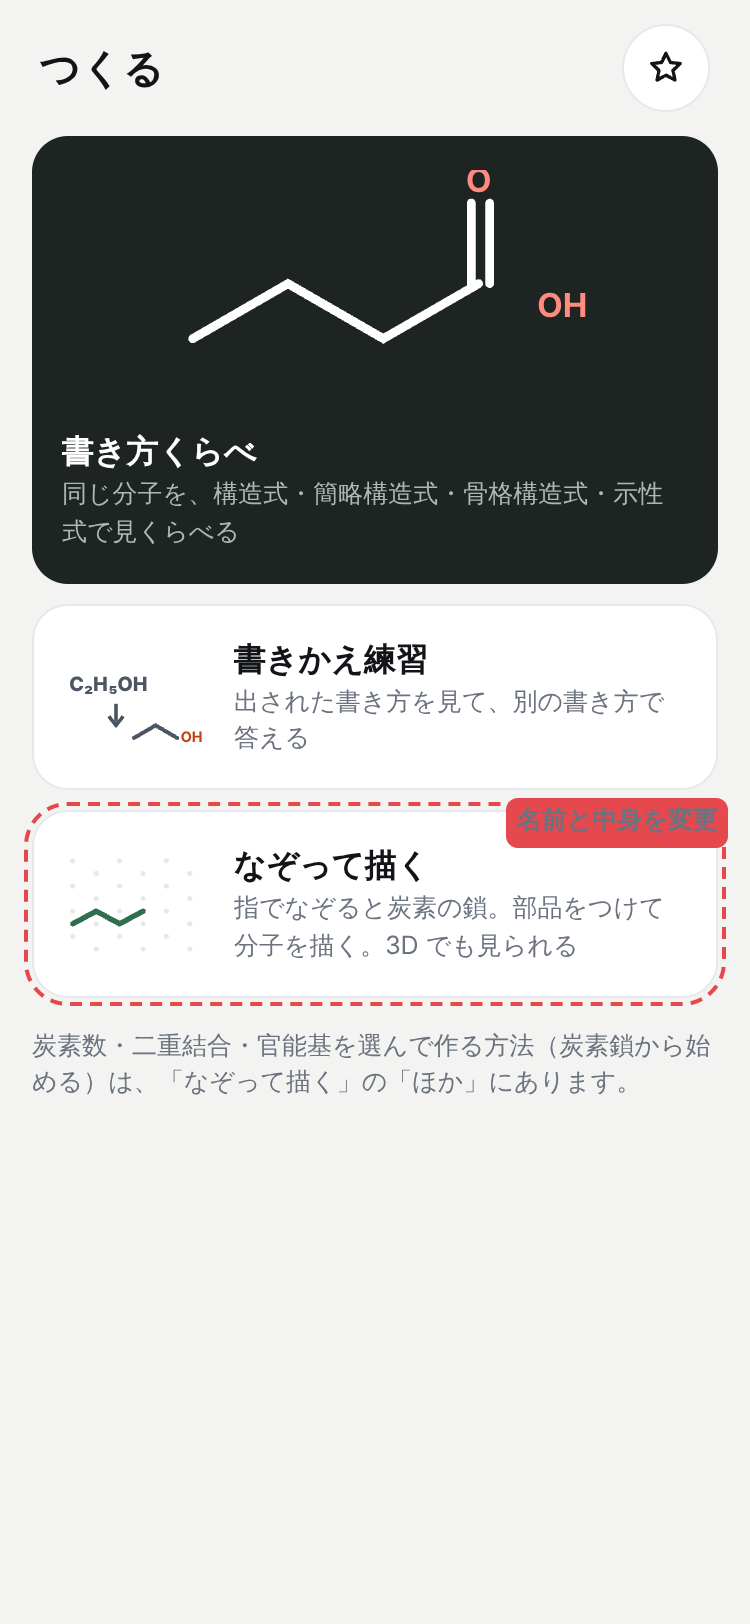 つくる
O
OH
書き方くらべ
同じ分子を、構造式・簡略構造式・骨格構造式・示性
式で見くらべる
C₂H₅OH
OH
書きかえ練習
出された書き方を見て、別の書き方で
答える
名前と中身を変更
なぞって描く
指でなぞると炭素の鎖。部品をつけて
分子を描く。3D でも見られる
炭素数・二重結合・官能基を選んで作る方法（炭素鎖から始
める）は、「なぞって描く」の「ほか」にあります。